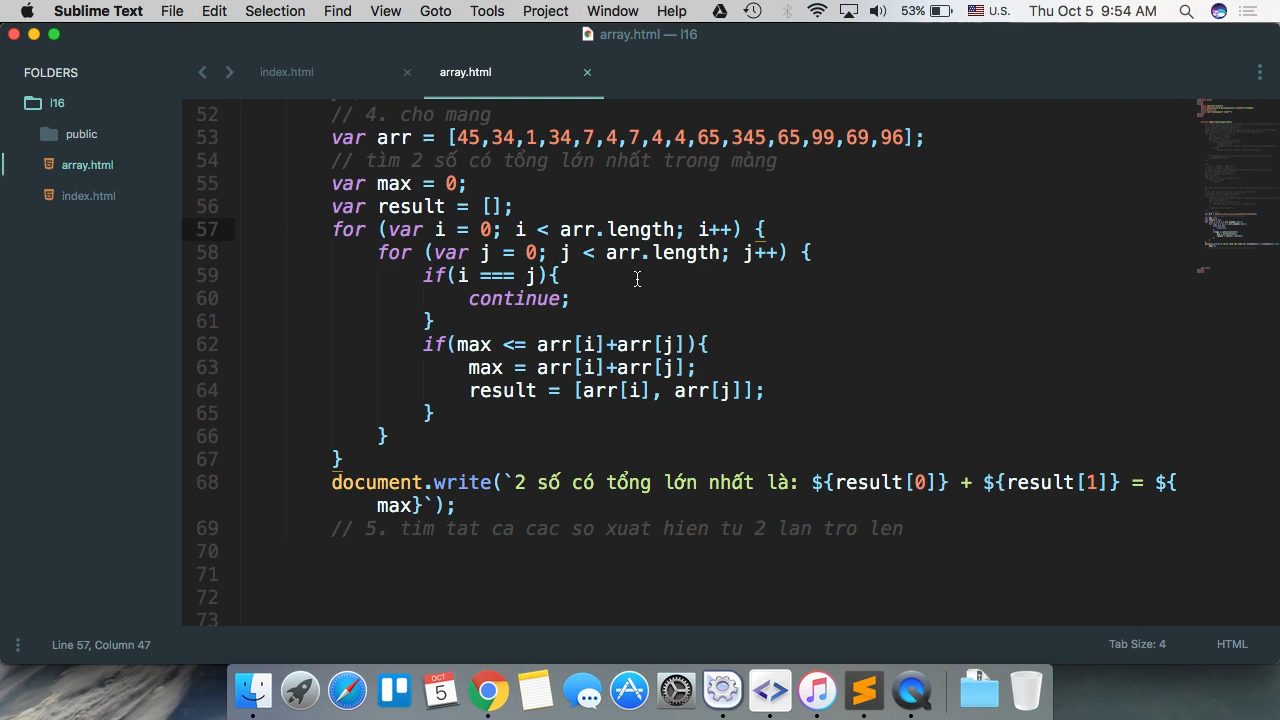 Sublime Text File Edit Selection Find View Goto Tools Project Window Help 53% U.S. Thu Oct 5 9:54 AM
array.html — l16
FOLDERS
l16
public
array.html
index.html
index.html × array.html ×
52 // 4. cho mang
53 var arr = [45,34,1,34,7,4,7,4,4,65,345,65,99,69,96];
54 // tìm 2 số có tổng lớn nhất trong mảng
55 var max = 0;
56 var result = [];
57 for (var i = 0; i < arr.length; i++) {
58 for (var j = 0; j < arr.length; j++) {
59 if(i === j){
60 continue;
61 }
62 if(max <= arr[i]+arr[j]){
63 max = arr[i]+arr[j];
64 result = [arr[i], arr[j]];
65 }
66 }
67 }
68 document.write(`2 số có tổng lớn nhất là: ${result[0]} + ${result[1]} = ${
max}`);
69 // 5. tim tat ca cac so xuat hien tu 2 lan tro len
70
71
72
73
Line 57, Column 47 Tab Size: 4 HTML
OCT
5